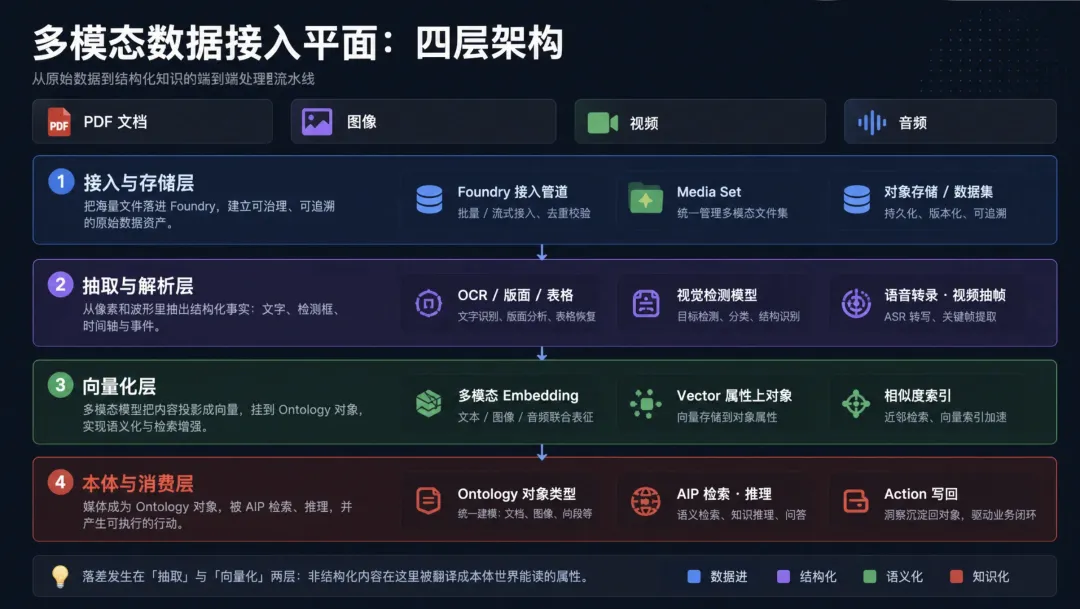 多模态数据接入平面：四层架构
从原始数据到结构化知识的端到端处理流水线
PDF PDF 文档
图像
视频
音频
1 接入与存储层
把海量文件落进 Foundry，建立可治理、可追溯
的原始数据资产。
Foundry 接入管道
批量 / 流式接入、去重校验
Media Set
统一管理多模态文件集
对象存储 / 数据集
持久化、版本化、可追溯
2 抽取与解析层
从像素和波形里抽出结构化事实：文字、检测框、
时间轴与事件。
OCR / 版面 / 表格
文字识别、版面分析、表格恢复
视觉检测模型
目标检测、分类、结构识别
语音转录 · 视频抽帧
ASR 转写、关键帧提取
3 向量化层
多模态模型把内容投影成向量，挂到 Ontology 对象，
实现语义化与检索增强。
多模态 Embedding
文本 / 图像 / 音频联合表征
Vector 属性上对象
向量存储到对象属性
相似度索引
近邻检索、向量索引加速
4 本体与消费层
媒体成为 Ontology 对象，被 AIP 检索、推理，并
产生可执行的行动。
Ontology 对象类型
统一建模：文档、图像、向段等
AIP 检索 · 推理
语义检索、知识推理、问答
Action 写回
洞察沉淀回对象，驱动业务闭环
落差发生在「抽取」与「向量化」两层：非结构化内容在这里被翻译成本体世界能读的属性。
数据进
结构化
语义化
知识化